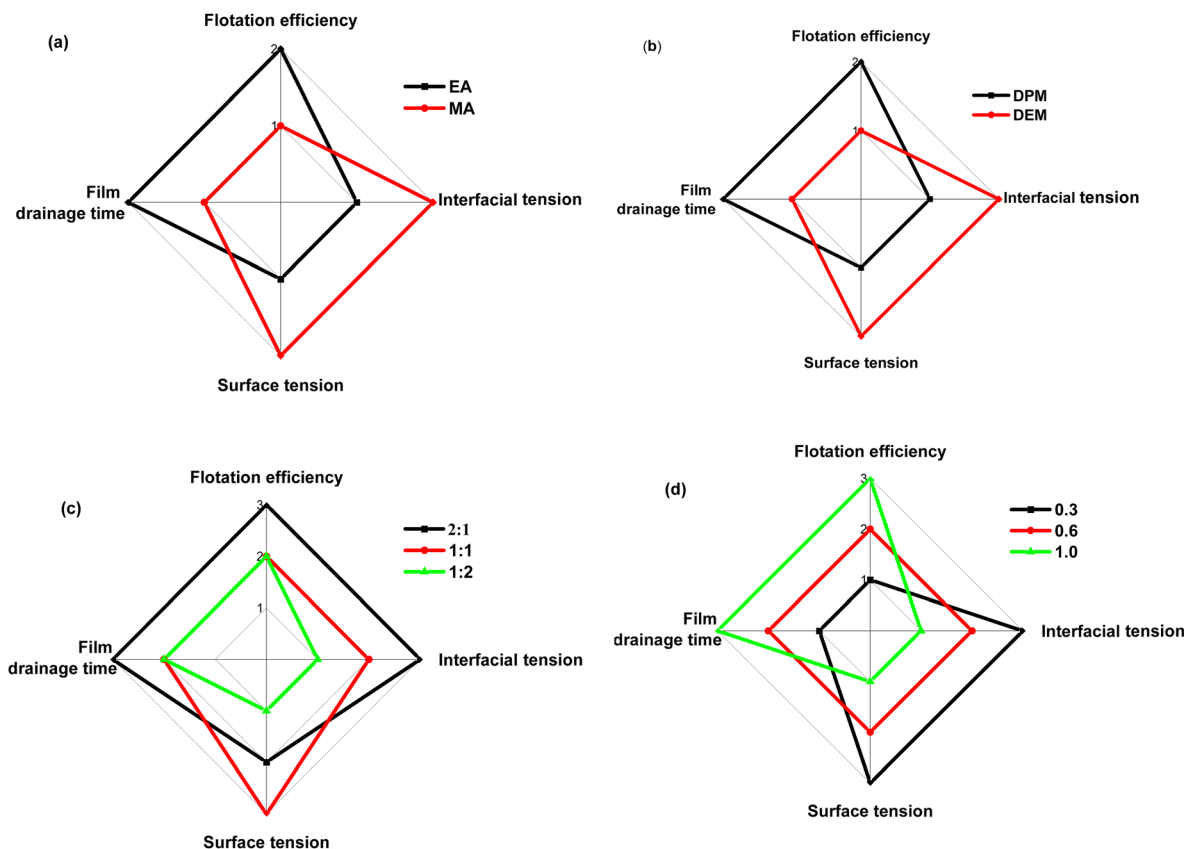 (a)
Flotation efficiency
2
1
EA
MA
Film
drainage time
Interfacial tension
Surface tension
(b)
Flotation efficiency
2
1
DPM
DEM
Film
drainage time
Interfacial tension
Surface tension
(c)
Flotation efficiency
3
2
1
2:1
1:1
1:2
Film
drainage time
Interfacial tension
Surface tension
(d)
Flotation efficiency
3
2
1
0.3
0.6
1.0
Film
drainage time
Interfacial tension
Surface tension